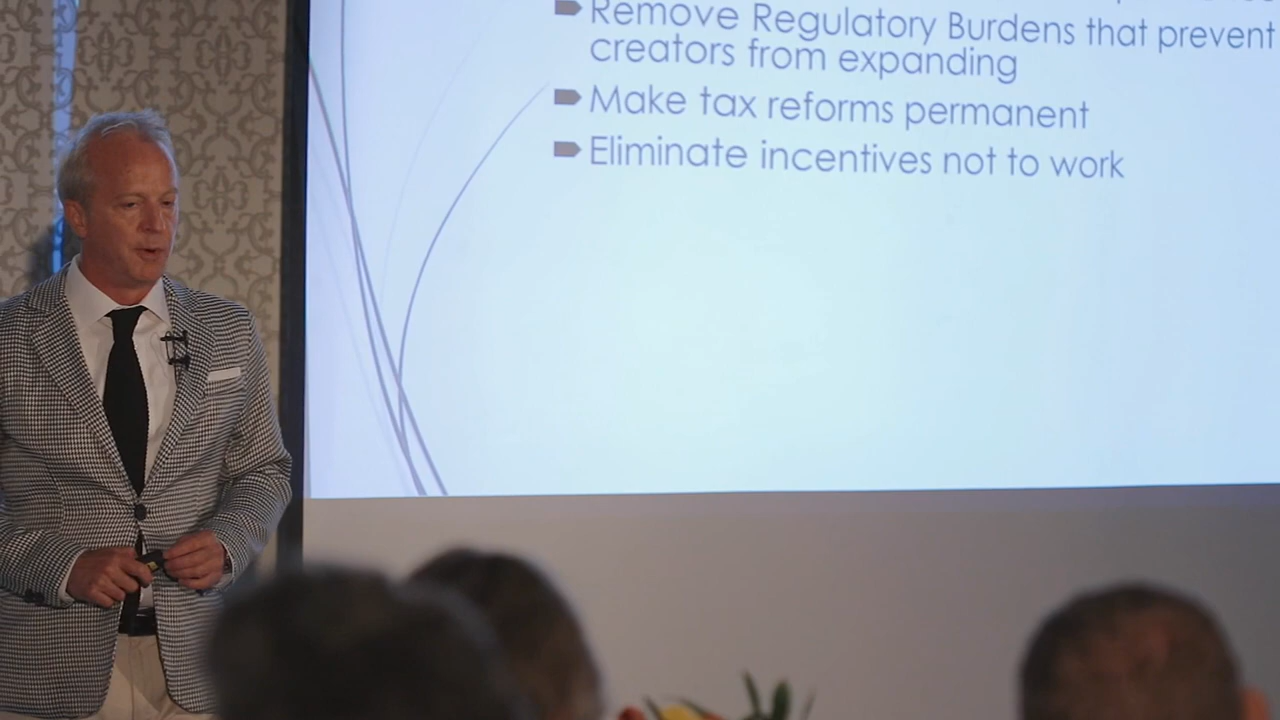 Remove Regulatory Burdens that prevent
creators from expanding
Make tax reforms permanent
Eliminate incentives not to work